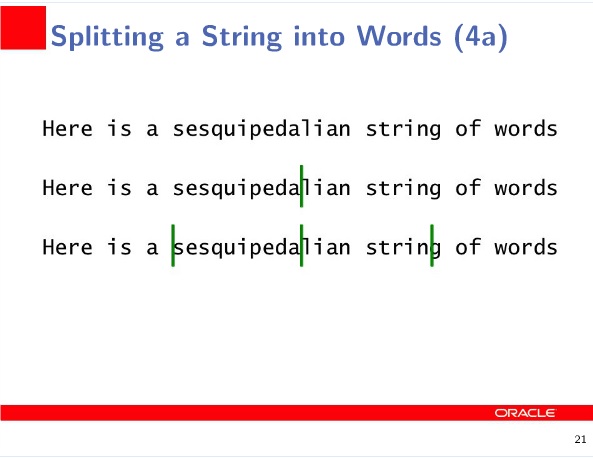 Splitting a String into Words (4a)
Here is a sesquipedalian string of words
Here is a sesquipedalian string of words
Here is a sesquipedalian string of words
ORACLE
21